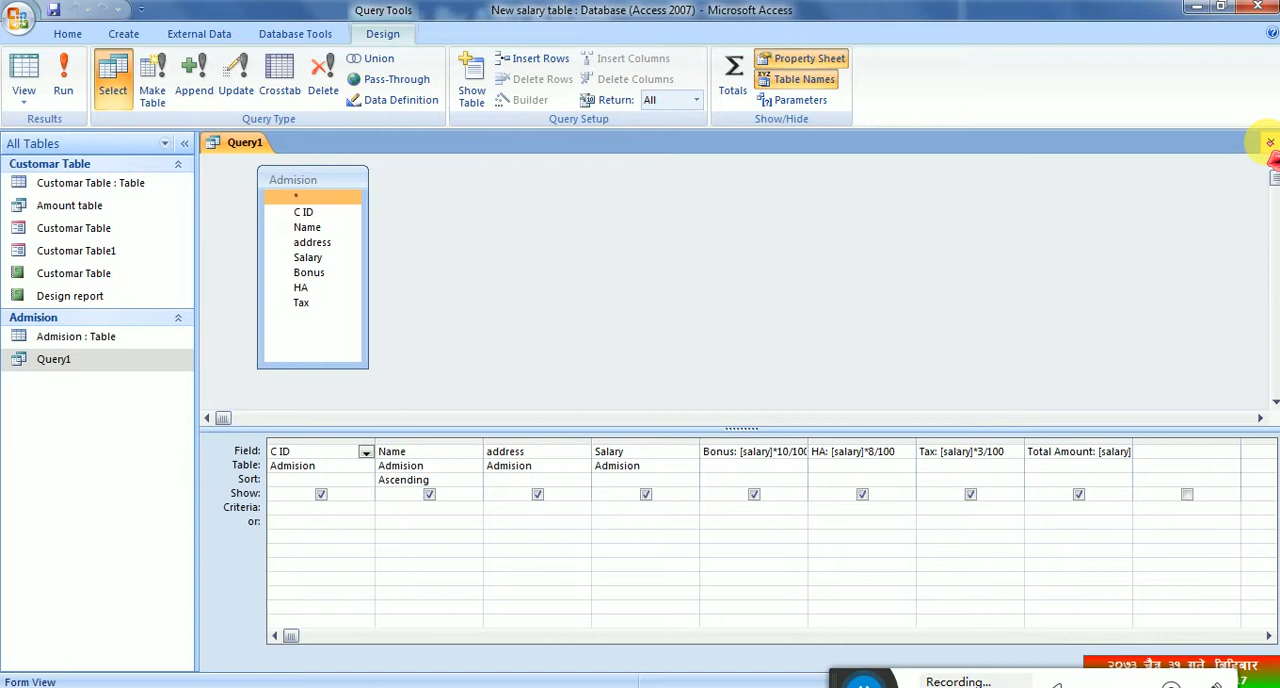 Query Tools
New salary table : Database (Access 2007) - Microsoft Access
Home
Create
External Data
Database Tools
Design
View
Run
Results
Select
Make Table
Append
Update
Crosstab
Delete
Union
Pass-Through
Data Definition
Query Type
Show Table
Insert Rows
Delete Rows
Builder
Insert Columns
Delete Columns
Return: All
Query Setup
Totals
Property Sheet
Table Names
Parameters
Show/Hide
All Tables
Query1
Customar Table
Customar Table : Table
Amount table
Customar Table
Customar Table1
Customar Table
Design report
Admision
Admision : Table
Query1
Admision
*
C ID
Name
address
Salary
Bonus
HA
Tax
Field: C ID Name address Salary Bonus: [salary]*10/100 HA: [salary]*8/100 Tax: [salary]*3/100 Total Amount: [salary]
Table: Admision Admision Admision Admision
Sort: Ascending
Show:
Criteria:
or:
२०७३ चैत्र ३१ गते बिहिबार
Recording...
Form View